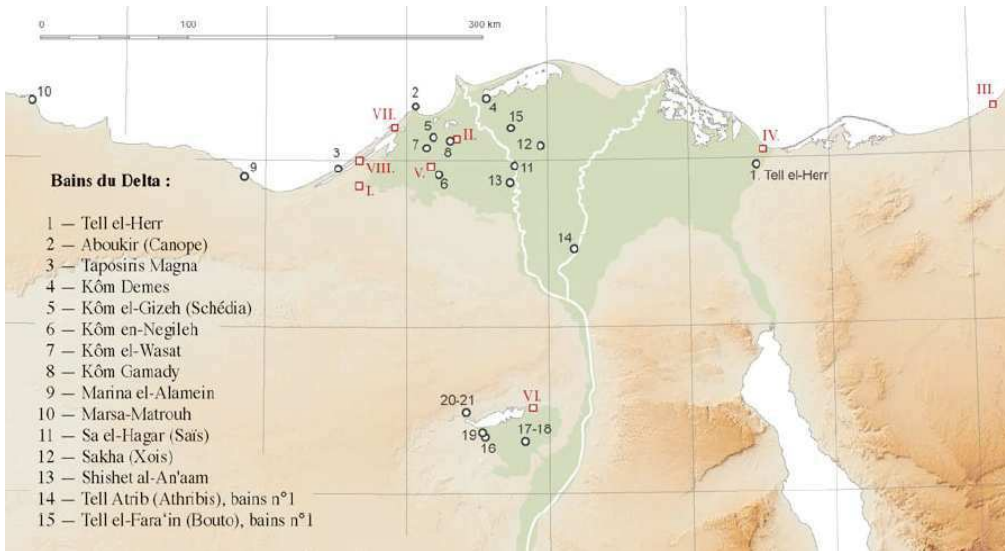 0 100 300 km
10
2
VII.
4
III.
5
15
II.
7
8
12
IV.
3
VIII.
V.
11
9
6
13
1. Tell el-Herr
I.
14
Bains du Delta :
1 — Tell el-Herr
2 — Aboukir (Canope)
3 — Taposiris Magna
4 — Kôm Demes
5 — Kôm el-Gizeh (Schédia)
6 — Kôm en-Negileh
7 — Kôm el-Wasat
8 — Kôm Gamady
9 — Marina el-Alamein
10 — Marsa-Matrouh
11 — Sa el-Hagar (Saïs)
12 — Sakha (Xois)
13 — Shishet al-An'aam
14 — Tell Atrib (Athribis), bains n°1
15 — Tell el-Fara‘in (Bouto), bains n°1
20-21
VI.
19
16
17-18